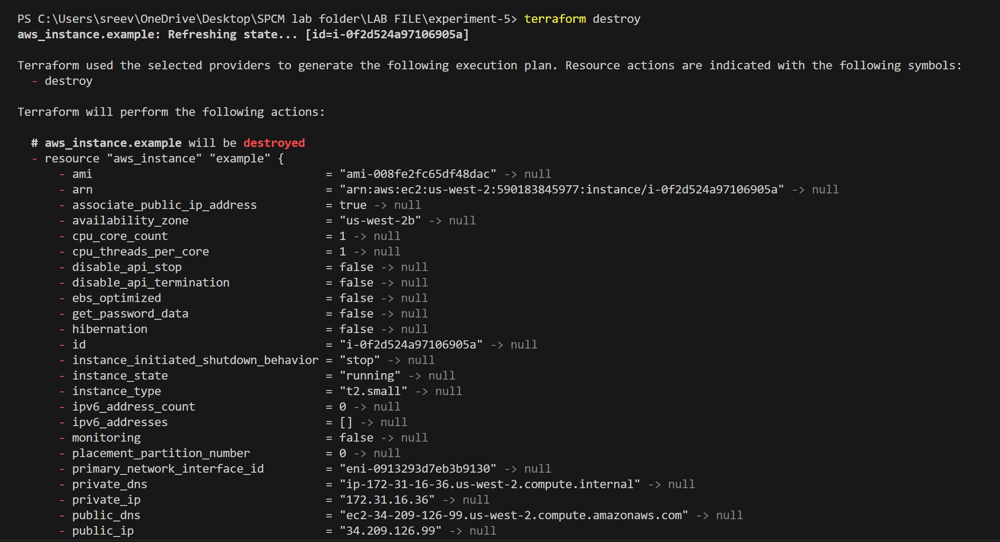 PS C:\Users\sreev\OneDrive\Desktop\SPCM lab folder\LAB FILE\experiment-5> terraform destroy
aws_instance.example: Refreshing state... [id=i-0f2d524a97106905a]
Terraform used the selected providers to generate the following execution plan. Resource actions are indicated with the following symbols:
  - destroy
Terraform will perform the following actions:
  # aws_instance.example will be destroyed
  - resource "aws_instance" "example" {
      - ami                                  = "ami-008fe2fc65df48dac" -> null
      - arn                                  = "arn:aws:ec2:us-west-2:590183845977:instance/i-0f2d524a97106905a" -> null
      - associate_public_ip_address          = true -> null
      - availability_zone                    = "us-west-2b" -> null
      - cpu_core_count                       = 1 -> null
      - cpu_threads_per_core                 = 1 -> null
      - disable_api_stop                     = false -> null
      - disable_api_termination              = false -> null
      - ebs_optimized                        = false -> null
      - get_password_data                    = false -> null
      - hibernation                          = false -> null
      - id                                   = "i-0f2d524a97106905a" -> null
      - instance_initiated_shutdown_behavior = "stop" -> null
      - instance_state                       = "running" -> null
      - instance_type                        = "t2.small" -> null
      - ipv6_address_count                   = 0 -> null
      - ipv6_addresses                       = [] -> null
      - monitoring                           = false -> null
      - placement_partition_number           = 0 -> null
      - primary_network_interface_id         = "eni-0913293d7eb3b9130" -> null
      - private_dns                          = "ip-172-31-16-36.us-west-2.compute.internal" -> null
      - private_ip                           = "172.31.16.36" -> null
      - public_dns                           = "ec2-34-209-126-99.us-west-2.compute.amazonaws.com" -> null
      - public_ip                            = "34.209.126.99" -> null